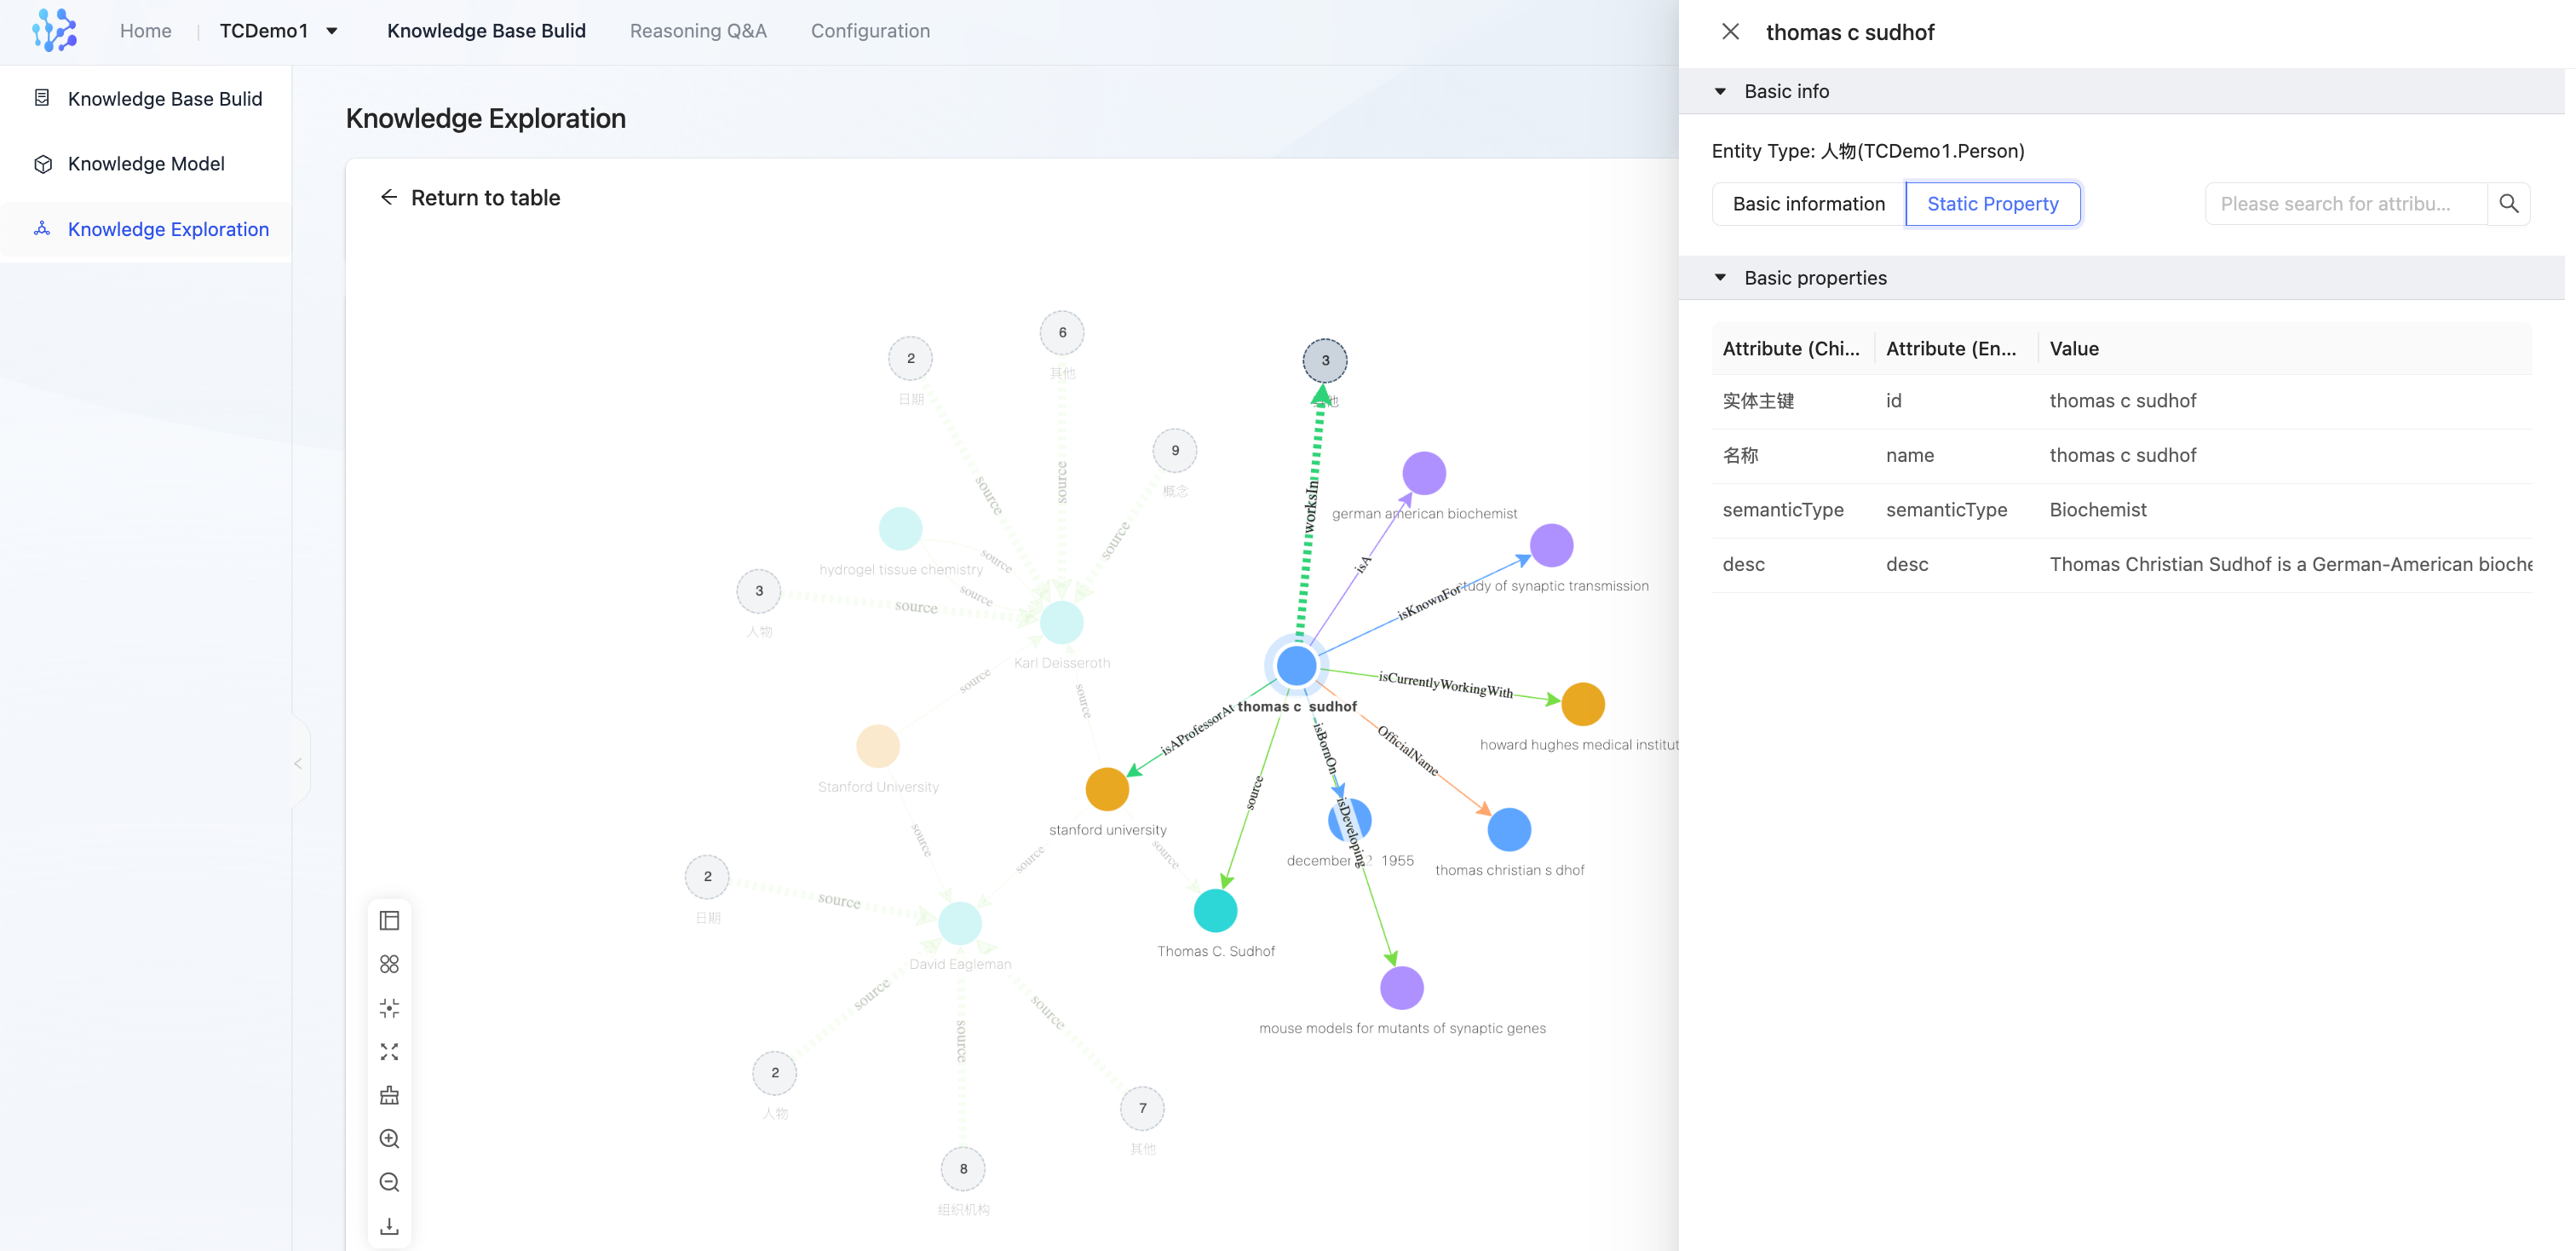 Home
TCDemo1
Knowledge Base Bulid
Reasoning Q&A
Configuration
Knowledge Base Bulid
Knowledge Model
Knowledge Exploration
Knowledge Exploration
Return to table
6
其他
2
日期
3
9
概念
source
source
source
worksIn
german american biochemist
isA
hydrogel tissue chemistry
source
source
isKnownFor
study of synaptic transmission
3
人物
source
Karl Deisseroth
source
source
isCurrentlyWorkingWith
thomas c sudhof
isAProfessorAt
isBornOn
OfficialName
howard hughes medical institut
Stanford University
source
stanford university
source
source
source
isDeveloping
december 1955
thomas christian s dhof
2
日期
source
David Eagleman
Thomas C. Sudhof
source
source
source
mouse models for mutants of synaptic genes
2
人物
7
其他
8
组织机构
thomas c sudhof
Basic info
Entity Type: 人物(TCDemo1.Person)
Basic information
Static Property
Please search for attribu...
Basic properties
Attribute (Chi... Attribute (En... Value
实体主键 id thomas c sudhof
名称 name thomas c sudhof
semanticType semanticType Biochemist
desc desc Thomas Christian Sudhof is a German-American bioche